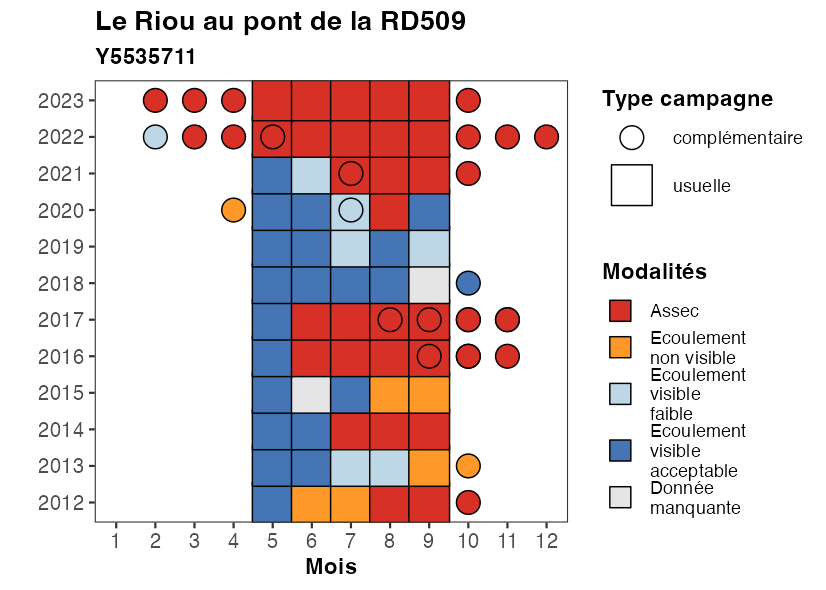 Le Riou au pont de la RD509
Y5535711
2023
2022
2021
2020
2019
2018
2017
2016
2015
2014
2013
2012
1 2 3 4 5 6 7 8 9 10 11 12
Mois
Type campagne
complémentaire
usuelle
Modalités
Assec
Ecoulement
non visible
Ecoulement
visible
faible
Ecoulement
visible
acceptable
Donnée
manquante